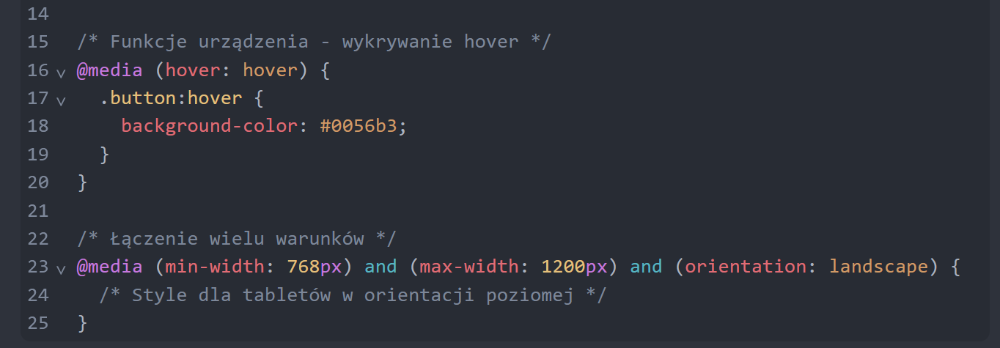 14
15 /* Funkcje urządzenia - wykrywanie hover */
16 @media (hover: hover) {
17   .button:hover {
18     background-color: #0056b3;
19   }
20 }
21
22 /* Łączenie wielu warunków */
23 @media (min-width: 768px) and (max-width: 1200px) and (orientation: landscape) {
24   /* Style dla tabletów w orientacji poziomej */
25 }